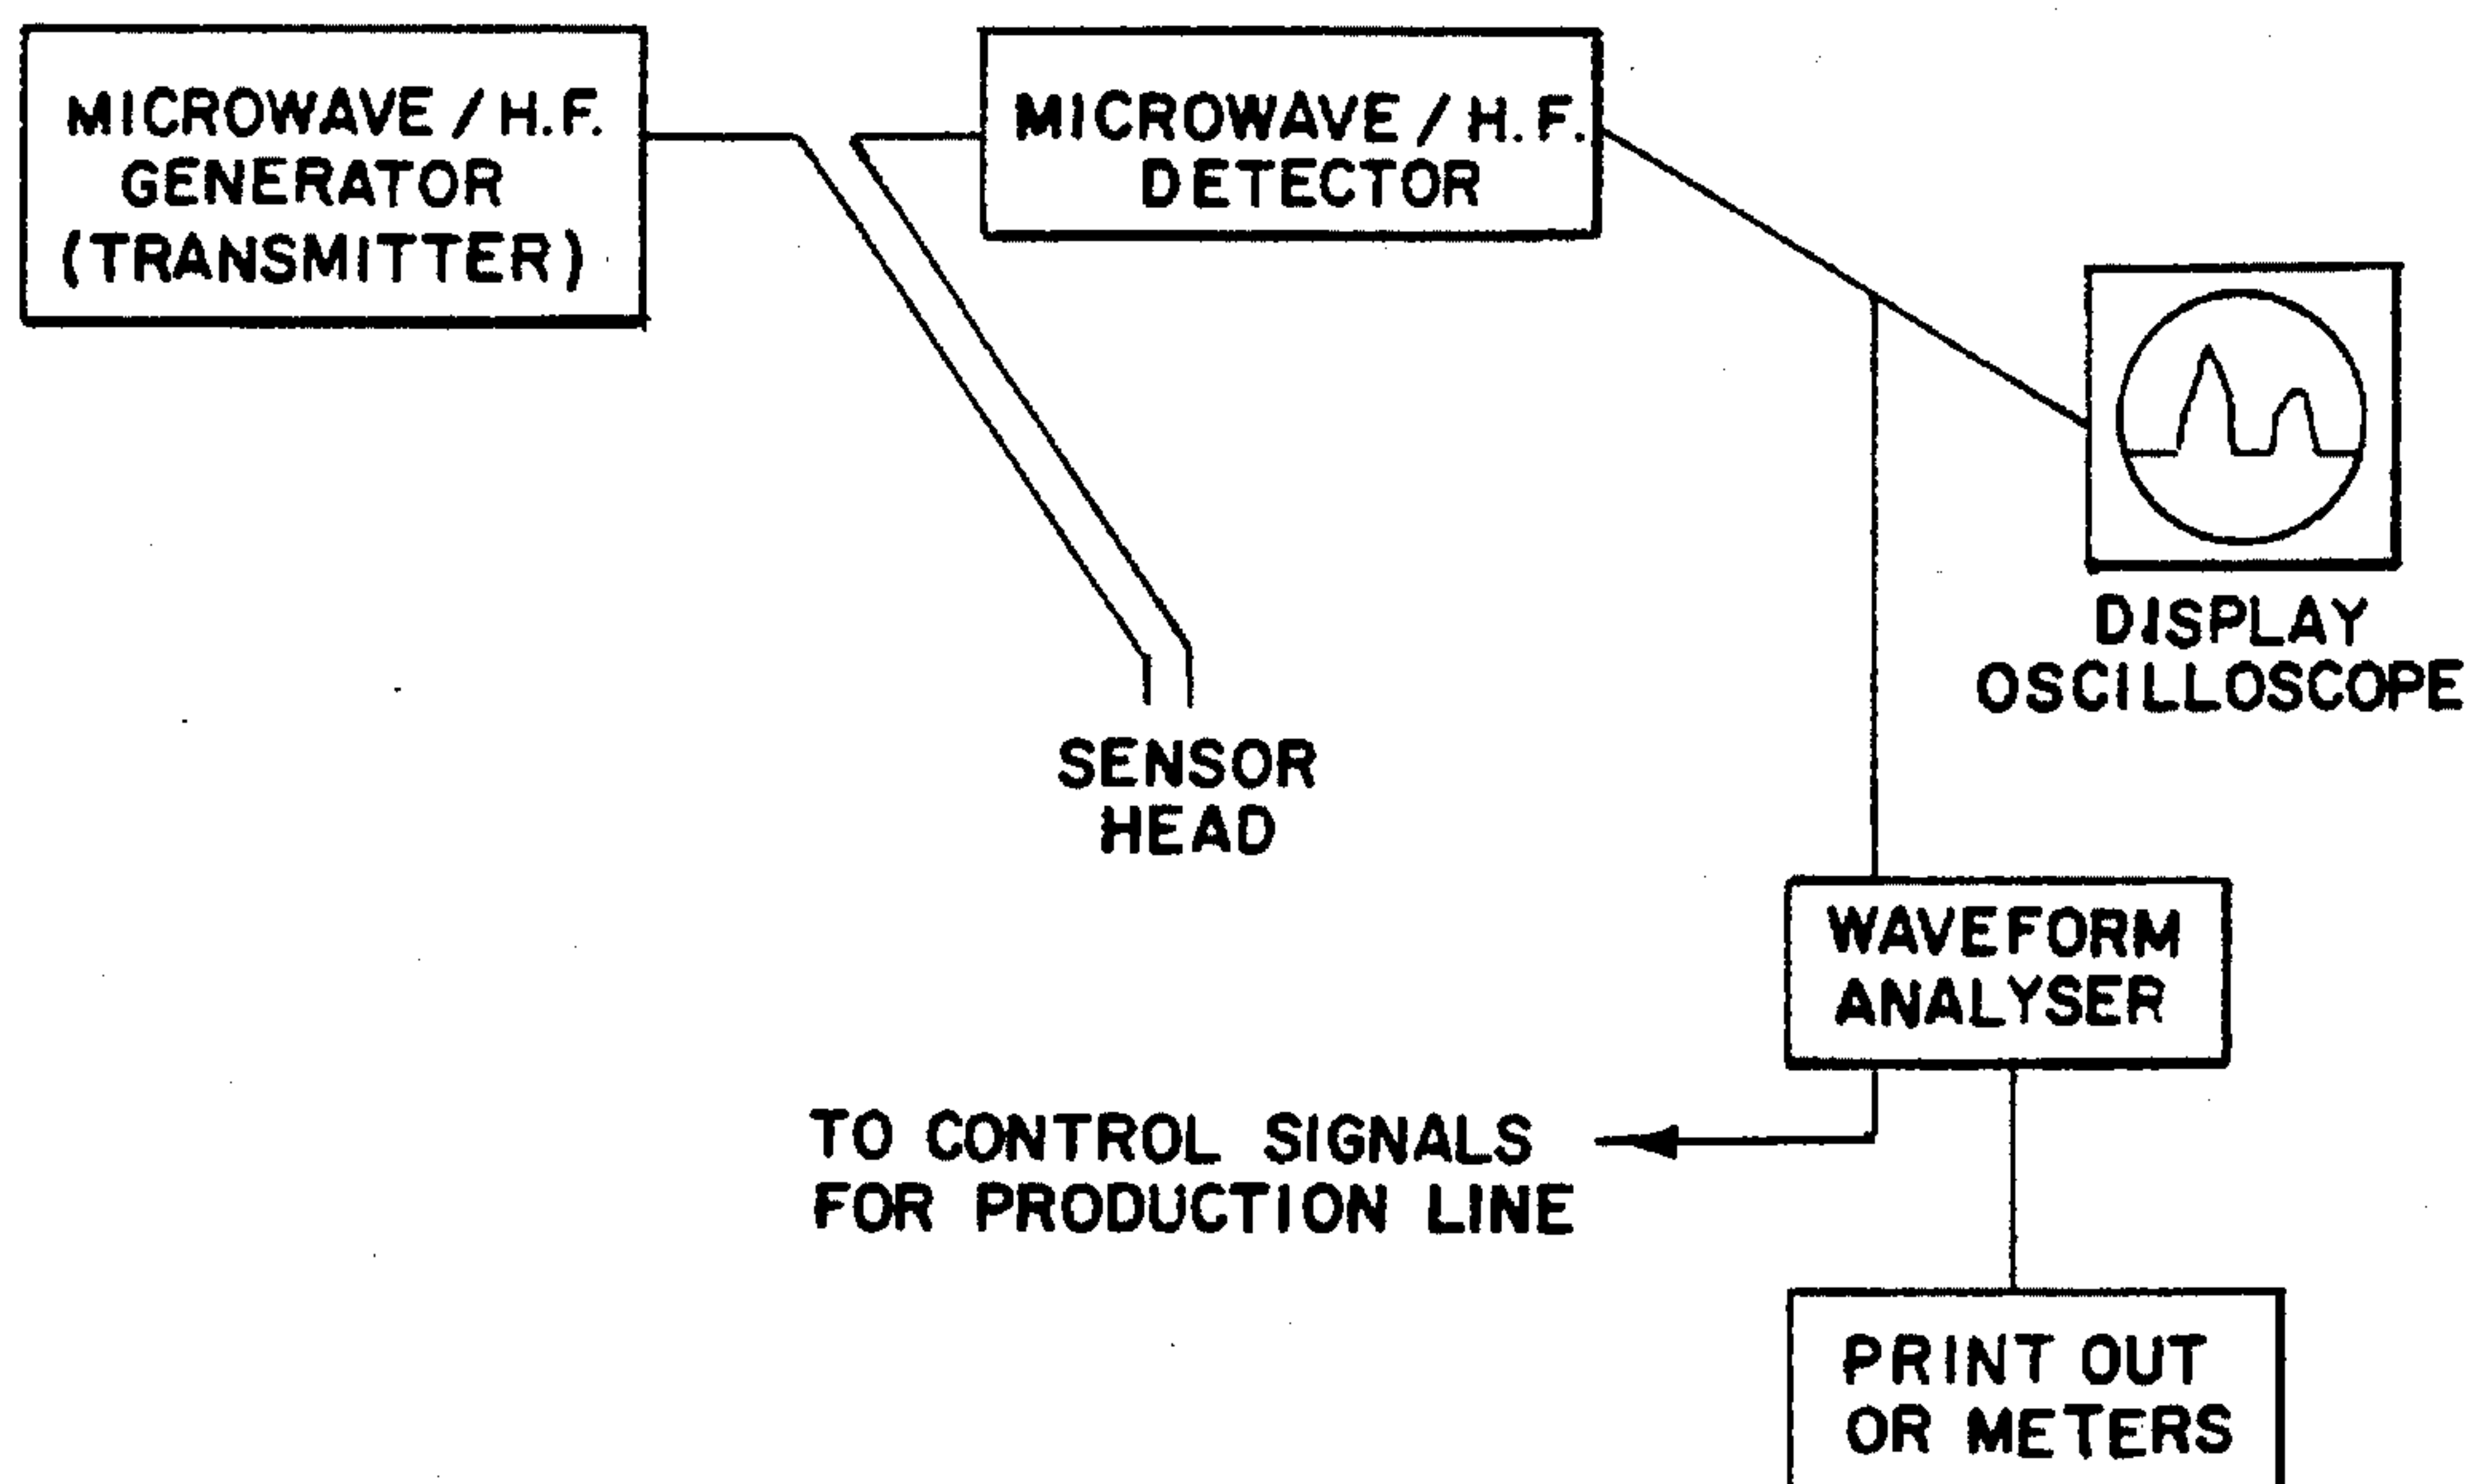 MICROWAVE / H.F.
GENERATOR
(TRANSMITTER)
MICROWAVE / H.F.
DETECTOR
DISPLAY
OSCILLOSCOPE
SENSOR
HEAD
WAVEFORM
ANALYSER
TO CONTROL SIGNALS
FOR PRODUCTION LINE
PRINT OUT
OR METERS